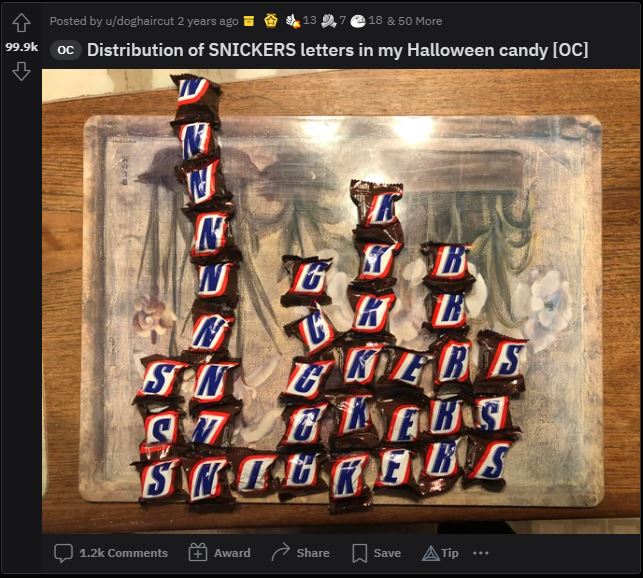 Posted by u/doghaircut 2 years ago 13 7 18 & 50 More
99.9k
OC Distribution of SNICKERS letters in my Halloween candy [OC]
N
N
N
N K
N C K R
N C K R
S N C K E R S
S N C K E R S
S N I C K E R S
1.2k Comments Award Share Save Tip ...